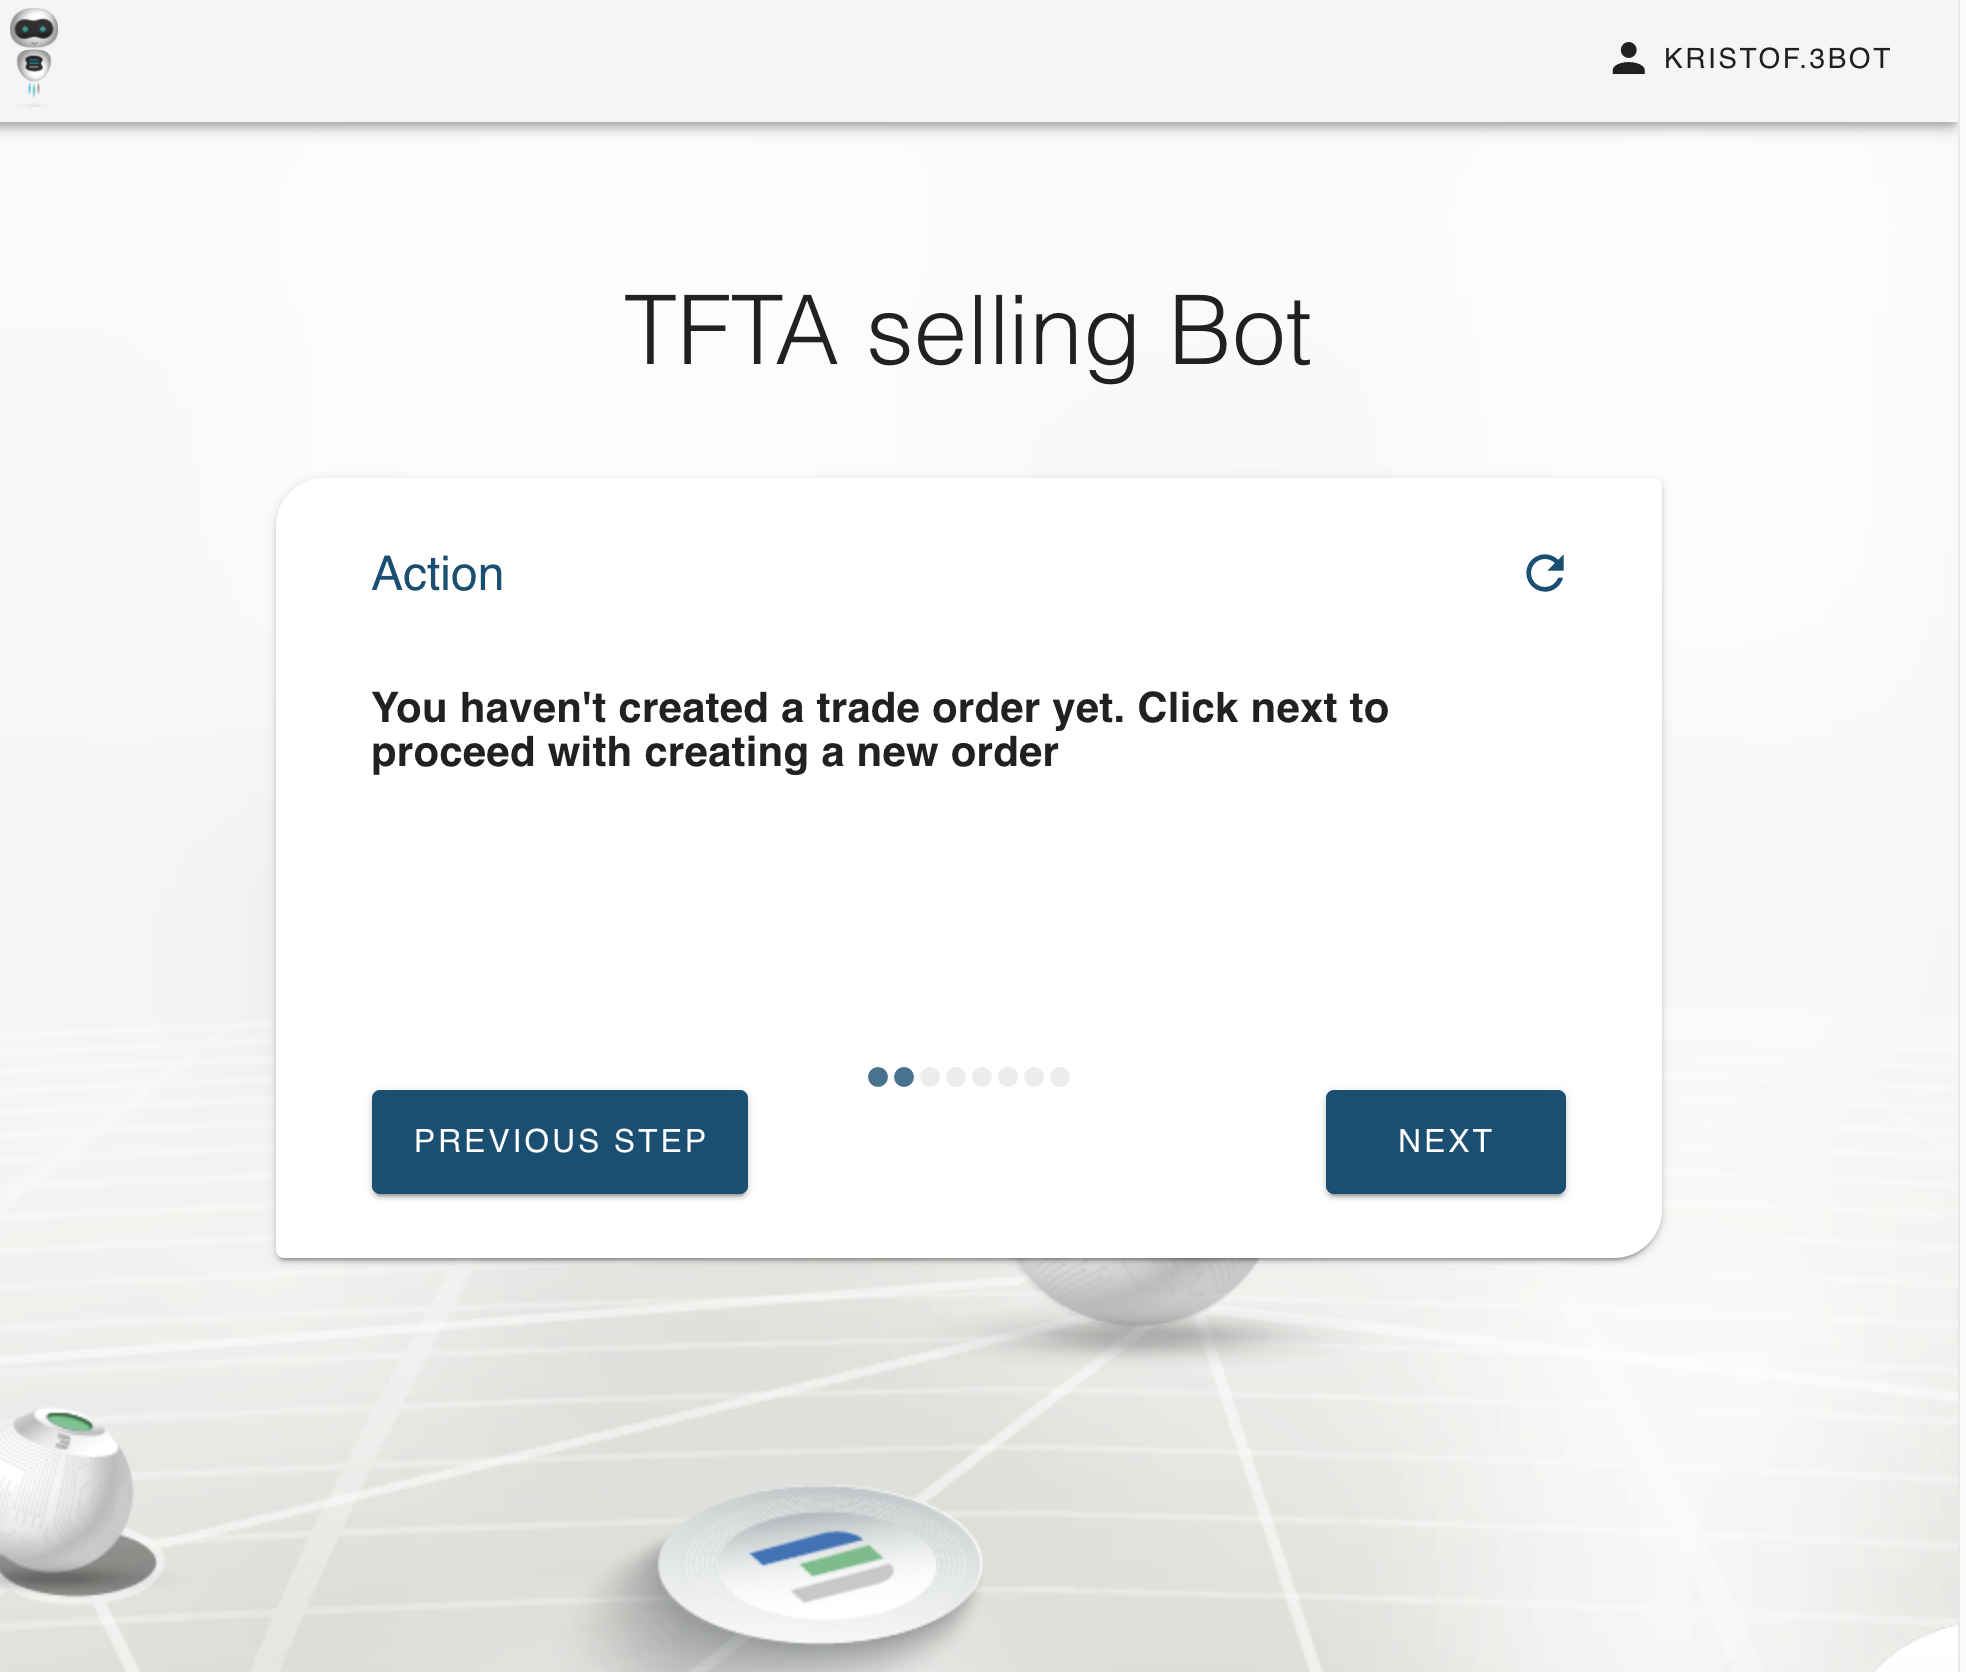 KRISTOF.3BOT
TFTA selling Bot
Action
You haven't created a trade order yet. Click next to
proceed with creating a new order
PREVIOUS STEP
NEXT